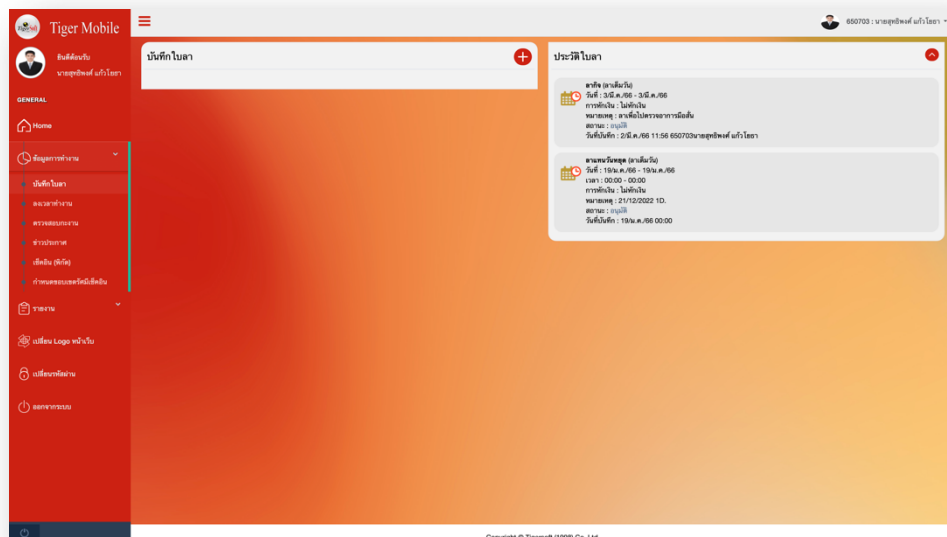 Tiger Mobile
650703 : นายสุทธิพงศ์ แก้วโยธา
ยินดีต้อนรับ
นายสุทธิพงศ์ แก้วโยธา
GENERAL
Home
ข้อมูลการทำงาน
บันทึกใบลา
ลงเวลาทำงาน
ตรวจสอบกะงาน
ข่าวประกาศ
เช็คอิน (พิกัด)
กำหนดขอบเขตรัศมีเช็คอิน
รายงาน
เปลี่ยน Logo หน้าเว็บ
เปลี่ยนรหัสผ่าน
ออกจากระบบ
บันทึกใบลา
ประวัติใบลา
ลากิจ (ลาเต็มวัน)
วันที่ : 3/มี.ค./66 - 3/มี.ค./66
การหักเงิน : ไม่หักเงิน
หมายเหตุ : ลาเพื่อไปตรวจอาการมือสั่น
สถานะ : อนุมัติ
วันที่บันทึก : 2/มี.ค./66 11:56 650703นายสุทธิพงศ์ แก้วโยธา
ลาแทนวันหยุด (ลาเต็มวัน)
วันที่ : 19/ม.ค./66 - 19/ม.ค./66
เวลา : 00:00 - 00:00
การหักเงิน : ไม่หักเงิน
หมายเหตุ : 21/12/2022 1D.
สถานะ : อนุมัติ
วันที่บันทึก : 19/ม.ค./66 00:00